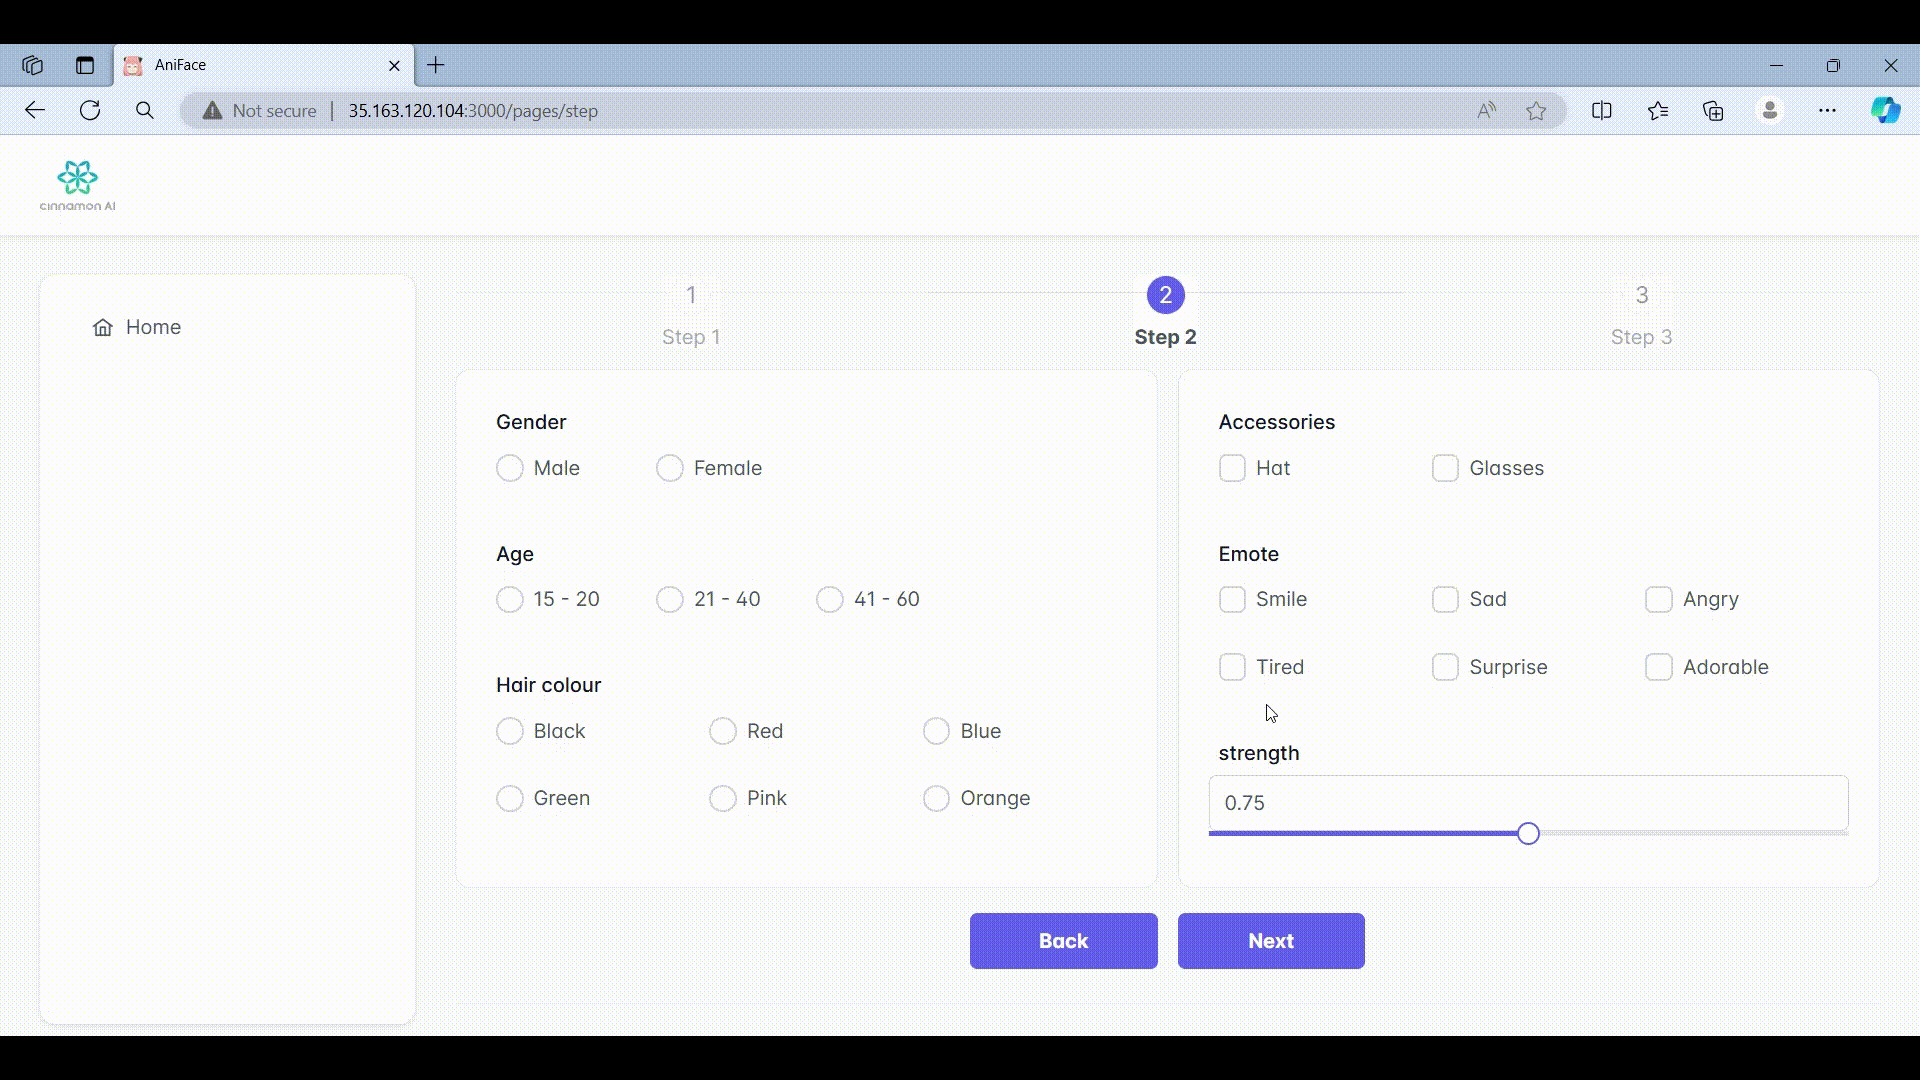 AniFace
Not secure
35.163.120.104:3000/pages/step
cinnamon AI
Home
1
Step 1
2
Step 2
3
Step 3
Gender
Male
Female
Age
15 - 20
21 - 40
41 - 60
Hair colour
Black
Red
Blue
Green
Pink
Orange
Accessories
Hat
Glasses
Emote
Smile
Sad
Angry
Tired
Surprise
Adorable
strength
0.75
Back
Next